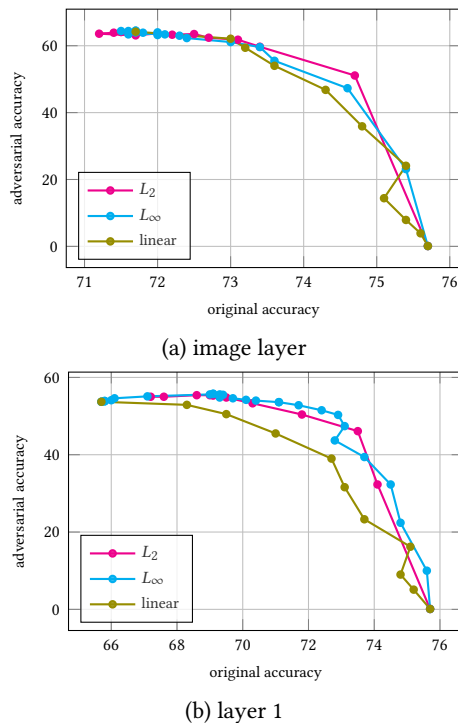 60
40
20
0
adversarial accuracy
L₂
L∞
linear
71 72 73 74 75 76
original accuracy
(a) image layer
60
40
20
0
adversarial accuracy
L₂
L∞
linear
66 68 70 72 74 76
original accuracy
(b) layer 1